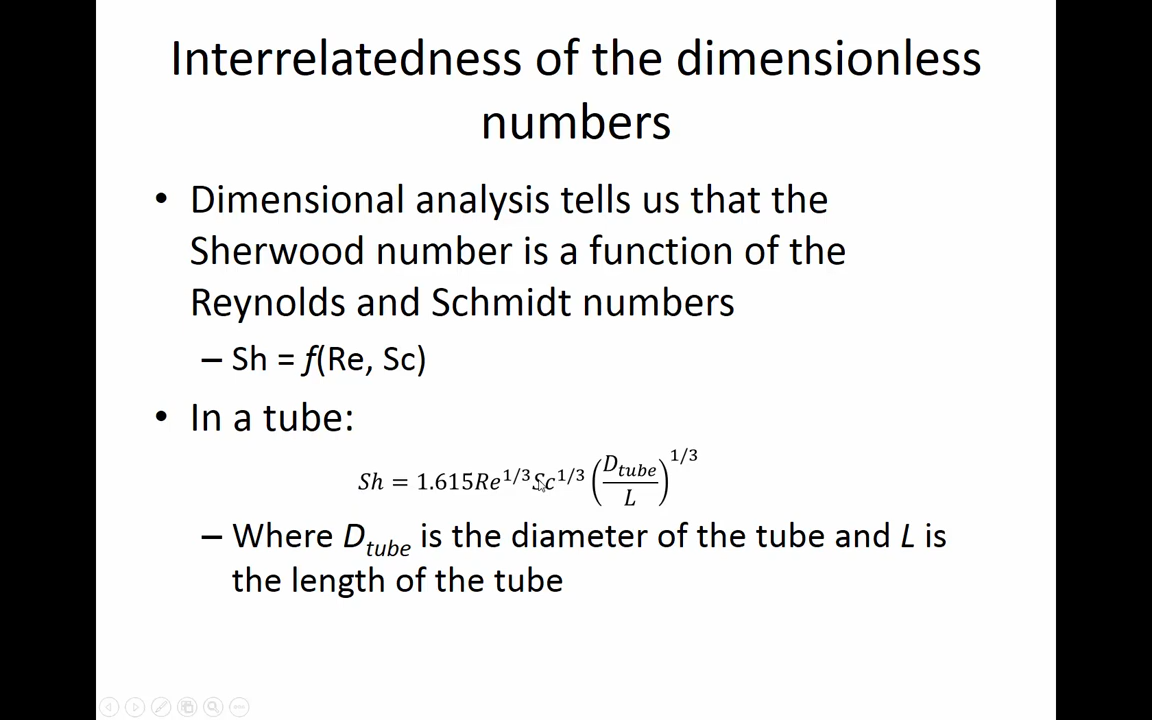 Interrelatedness of the dimensionless
numbers
• Dimensional analysis tells us that the
Sherwood number is a function of the
Reynolds and Schmidt numbers
– Sh = f(Re, Sc)
• In a tube:
Sh = 1.615Re^{1/3}Sc^{1/3}(D_{tube}/L)^{1/3}
– Where D_{tube} is the diameter of the tube and L is
the length of the tube